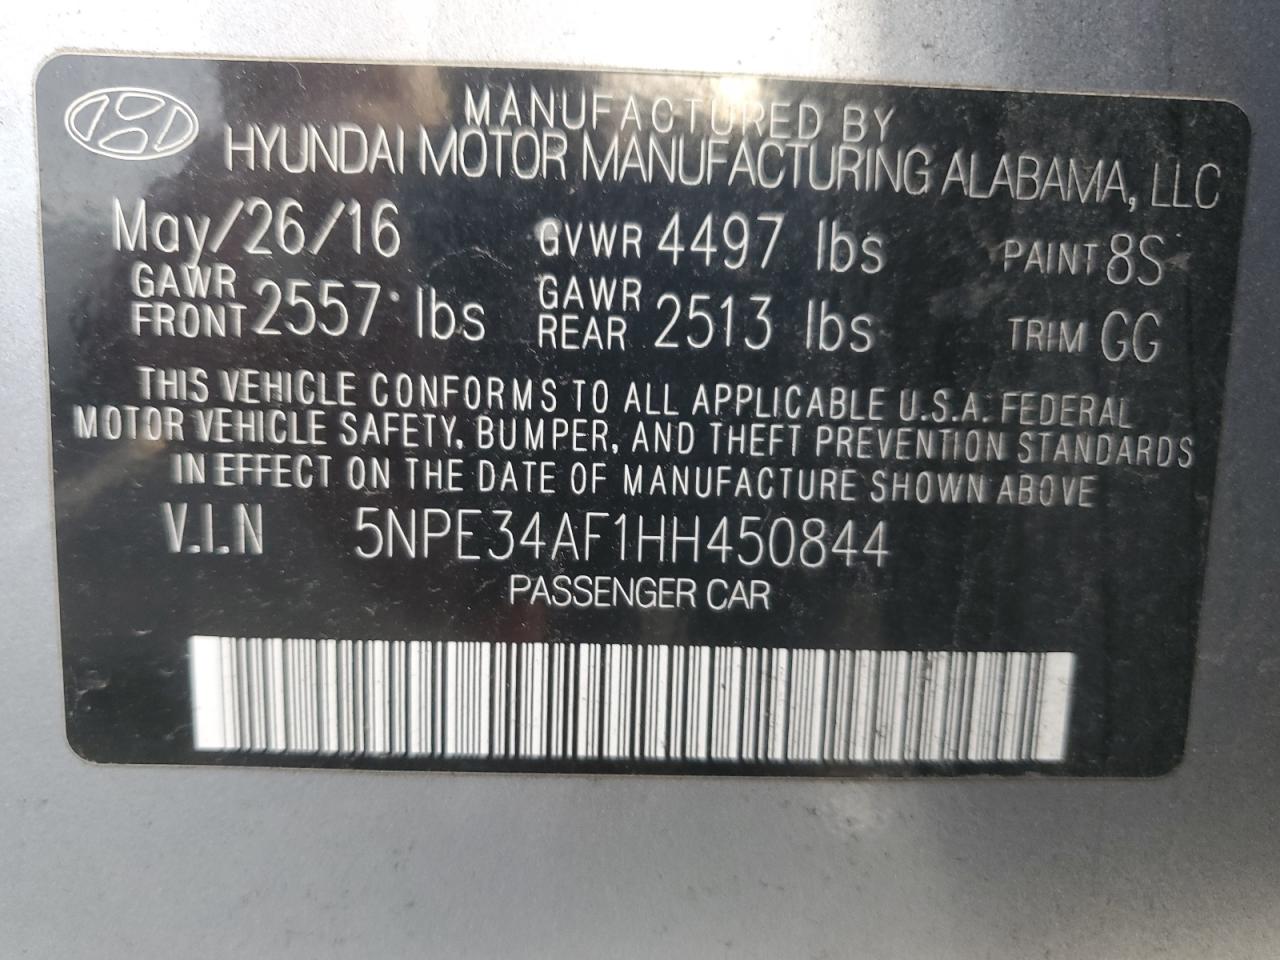 MANUFACTURED BY
HYUNDAI MOTOR MANUFACTURING ALABAMA, LLC
May/26/16 GVWR 4497 lbs PAINT 8S
GAWR FRONT 2557 lbs GAWR REAR 2513 lbs TRIM GG
THIS VEHICLE CONFORMS TO ALL APPLICABLE U.S.A. FEDERAL
MOTOR VEHICLE SAFETY, BUMPER, AND THEFT PREVENTION STANDARDS
IN EFFECT ON THE DATE OF MANUFACTURE SHOWN ABOVE
V.I.N 5NPE34AF1HH450844
PASSENGER CAR